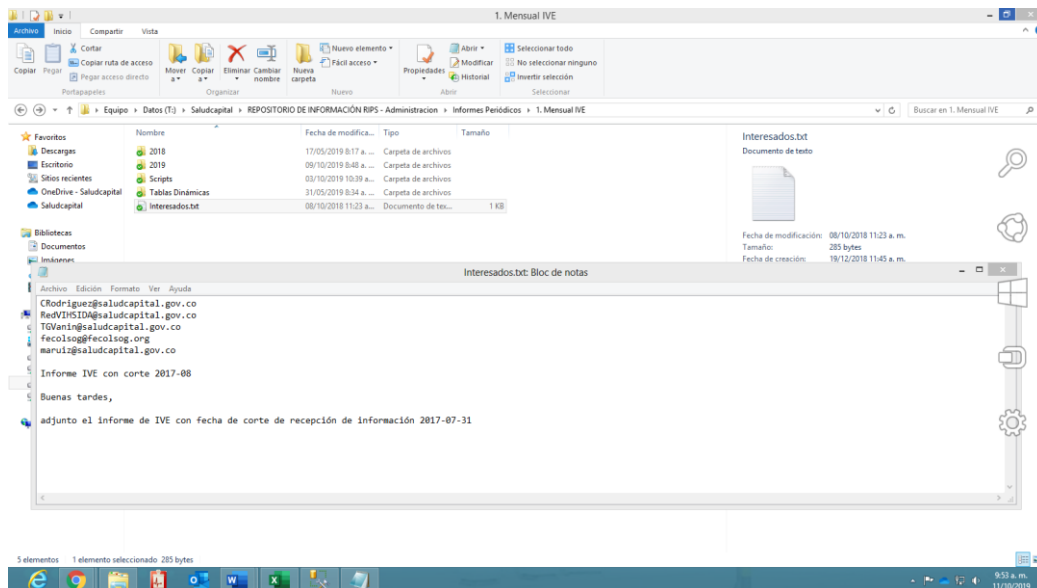 1. Mensual IVE
Archivo Inicio Compartir Vista
Copiar Pegar Cortar Copiar ruta de acceso Pegar acceso directo
Portapapeles
Mover a Copiar a Eliminar Cambiar nombre
Organizar
Nueva carpeta Nuevo elemento Fácil acceso
Nuevo
Propiedades Abrir Modificar Historial
Abrir
Seleccionar todo
No seleccionar ninguno
Invertir selección
Seleccionar
Equipo Datos (T:) Saludcapital REPOSITORIO DE INFORMACIÓN RIPS - Administracion Informes Periódicos 1. Mensual IVE
Buscar en 1. Mensual IVE
Favoritos
Descargas
Escritorio
Sitios recientes
OneDrive - Saludcapital
Saludcapital
Bibliotecas
Documentos
Imágenes
Nombre Fecha de modifica... Tipo Tamaño
2018 17/05/2019 8:17 a. ... Carpeta de archivos
2019 09/10/2019 8:48 a. ... Carpeta de archivos
Scripts 03/10/2019 10:39 a... Carpeta de archivos
Tablas Dinámicas 31/05/2019 8:34 a. ... Carpeta de archivos
Interesados.txt 08/10/2018 11:23 a... Documento de tex... 1 KB
Interesados.txt
Documento de texto
Fecha de modificación: 08/10/2018 11:23 a. m.
Tamaño: 285 bytes
Fecha de creación: 19/12/2018 11:45 a. m.
Interesados.txt: Bloc de notas
Archivo Edición Formato Ver Ayuda
CRodriguez@saludcapital.gov.co
RedVIHSIDA@saludcapital.gov.co
TGVanin@saludcapital.gov.co
fecolsog@fecolsog.org
maruiz@saludcapital.gov.co
Informe IVE con corte 2017-08
Buenas tardes,
adjunto el informe de IVE con fecha de corte de recepción de información 2017-07-31
5 elementos 1 elemento seleccionado 285 bytes
9:53 a. m.
11/10/2019